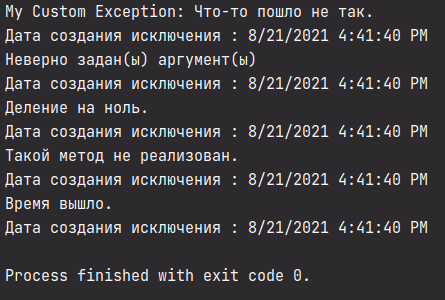 My Custom Exception: Что-то пошло не так.
Дата создания исключения : 8/21/2021 4:41:40 PM
Неверно задан(ы) аргумент(ы)
Дата создания исключения : 8/21/2021 4:41:40 PM
Деление на ноль.
Дата создания исключения : 8/21/2021 4:41:40 PM
Такой метод не реализован.
Дата создания исключения : 8/21/2021 4:41:40 PM
Время вышло.
Дата создания исключения : 8/21/2021 4:41:40 PM
Process finished with exit code 0.